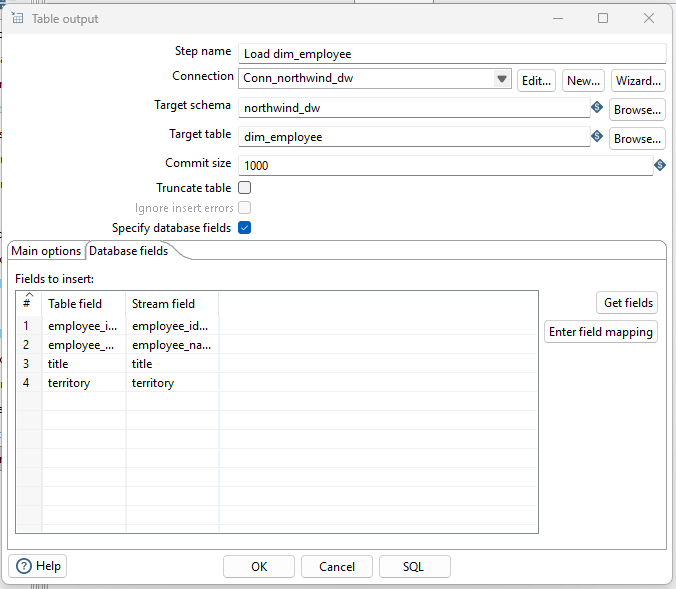 Table output
Step name Load dim_employee
Connection Conn_northwind_dw Edit... New... Wizard...
Target schema northwind_dw Browse...
Target table dim_employee Browse...
Commit size 1000
Truncate table
Ignore insert errors
Specify database fields
Main options Database fields
Fields to insert:
# Table field Stream field
Get fields
1 employee_i... employee_id...
Enter field mapping
2 employee_... employee_na...
3 title title
4 territory territory
Help OK Cancel SQL